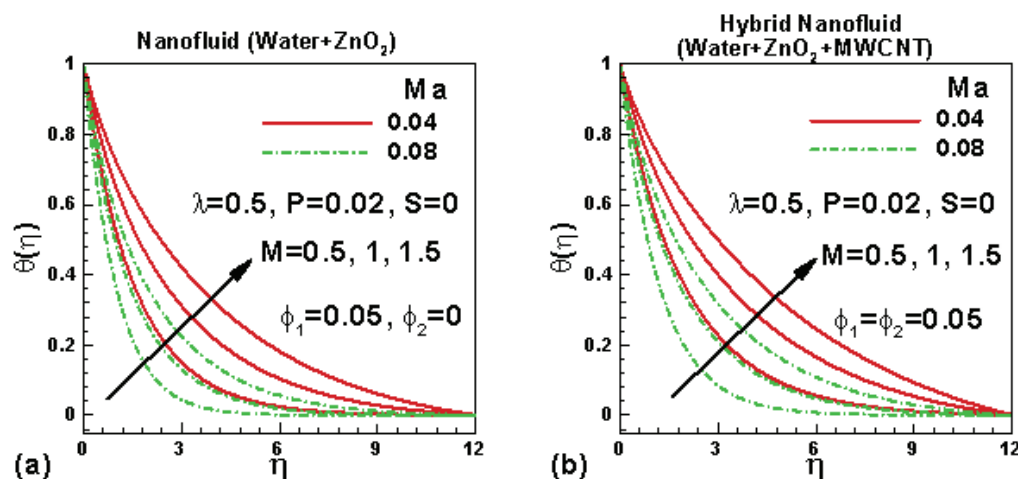 Nanofluid (Water+ZnO₂)
Ma
0.04
0.08
λ=0.5, P=0.02, S=0
M=0.5, 1, 1.5
ϕ₁=0.05, ϕ₂=0
θ(η)
1
0.8
0.6
0.4
0.2
0
0 3 6 9 12
η
(a)
Hybrid Nanofluid
(Water+ZnO₂+MWCNT)
Ma
0.04
0.08
λ=0.5, P=0.02, S=0
M=0.5, 1, 1.5
ϕ₁=ϕ₂=0.05
θ(η)
1
0.8
0.6
0.4
0.2
0
0 3 6 9 12
η
(b)